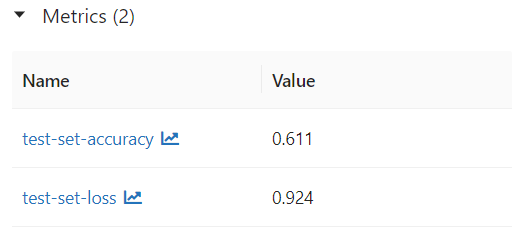 Metrics (2)
Name Value
test-set-accuracy 0.611
test-set-loss 0.924